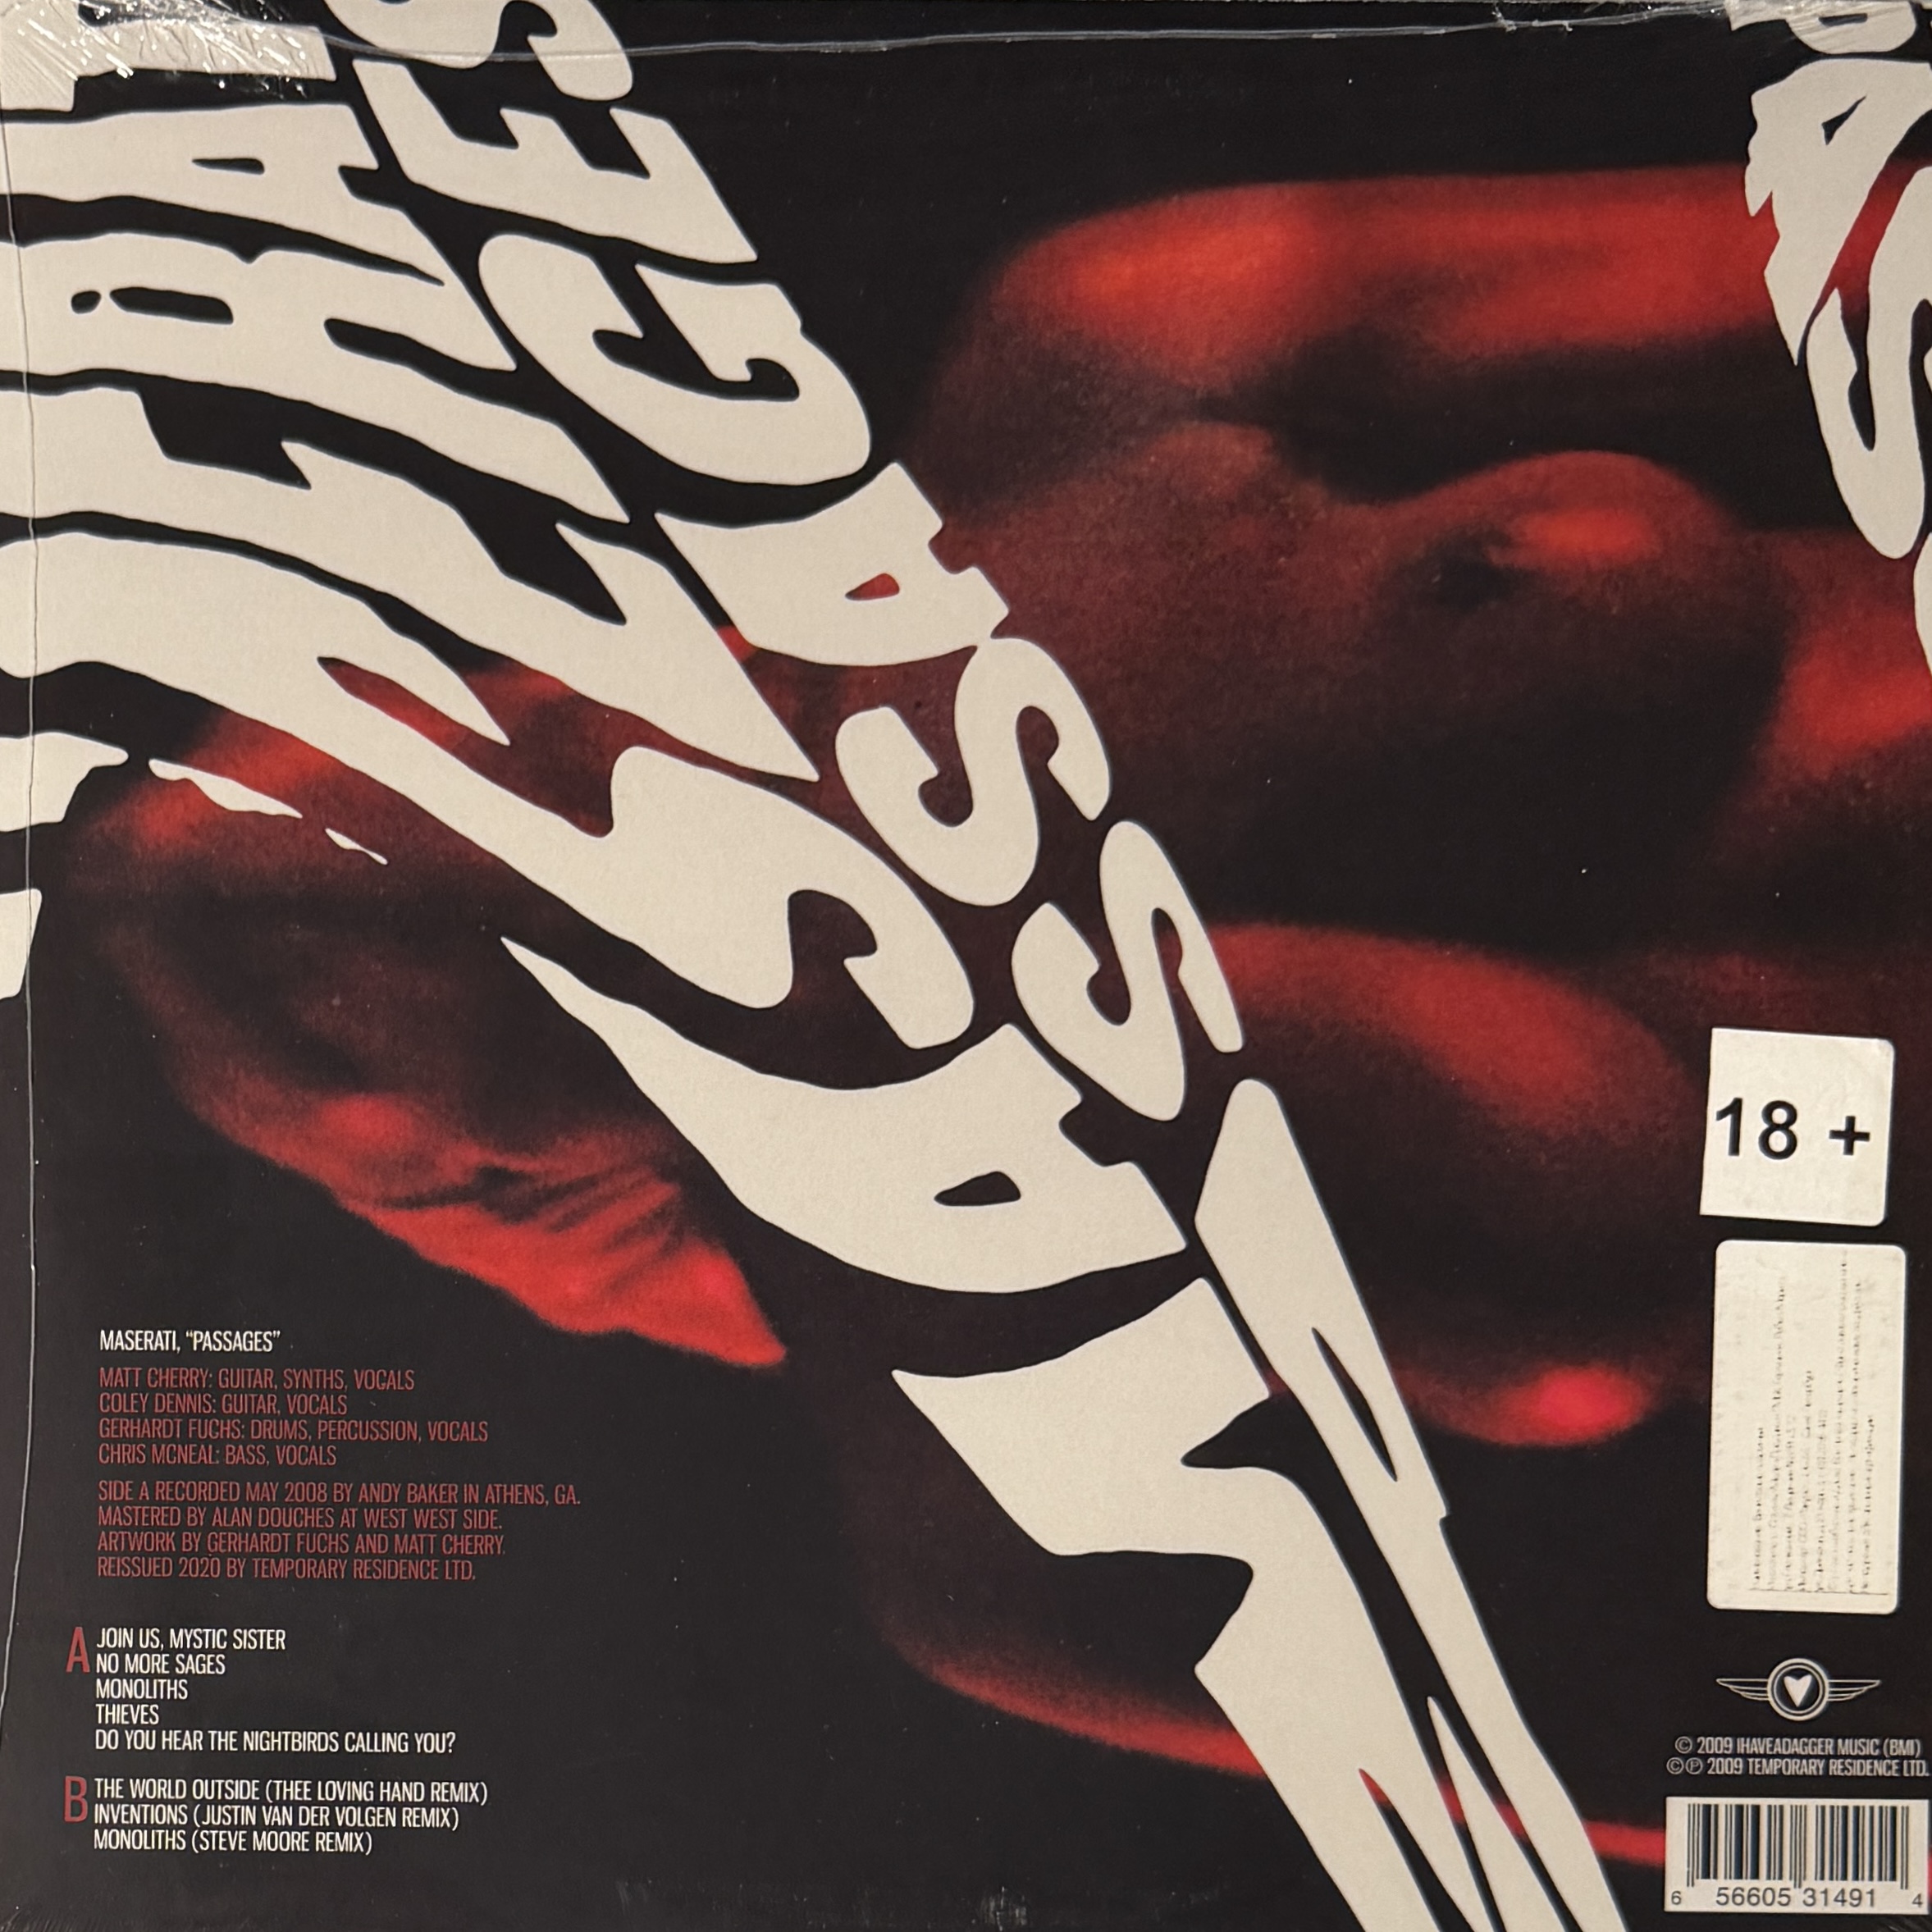 PASSAGES
MASERATI
MASERATI, “PASSAGES”
MATT CHERRY: GUITAR, SYNTHS, VOCALS
COLEY DENNIS: GUITAR, VOCALS
GERHARDT FUCHS: DRUMS, PERCUSSION, VOCALS
CHRIS MCNEAL: BASS, VOCALS
SIDE A RECORDED MAY 2008 BY ANDY BAKER IN ATHENS, GA.
MASTERED BY ALAN DOUCHES AT WEST WEST SIDE.
ARTWORK BY GERHARDT FUCHS AND MATT CHERRY.
REISSUED 2020 BY TEMPORARY RESIDENCE LTD.
A
JOIN US, MYSTIC SISTER
NO MORE SAGES
MONOLITHS
THIEVES
DO YOU HEAR THE NIGHTBIRDS CALLING YOU?
B
THE WORLD OUTSIDE (THEE LOVING HAND REMIX)
INVENTIONS (JUSTIN VAN DER VOLGEN REMIX)
MONOLITHS (STEVE MOORE REMIX)
18 +
© 2009 IHAVEADAGGER MUSIC (BMI)
©℗ 2009 TEMPORARY RESIDENCE LTD.
6 56605 31491 4